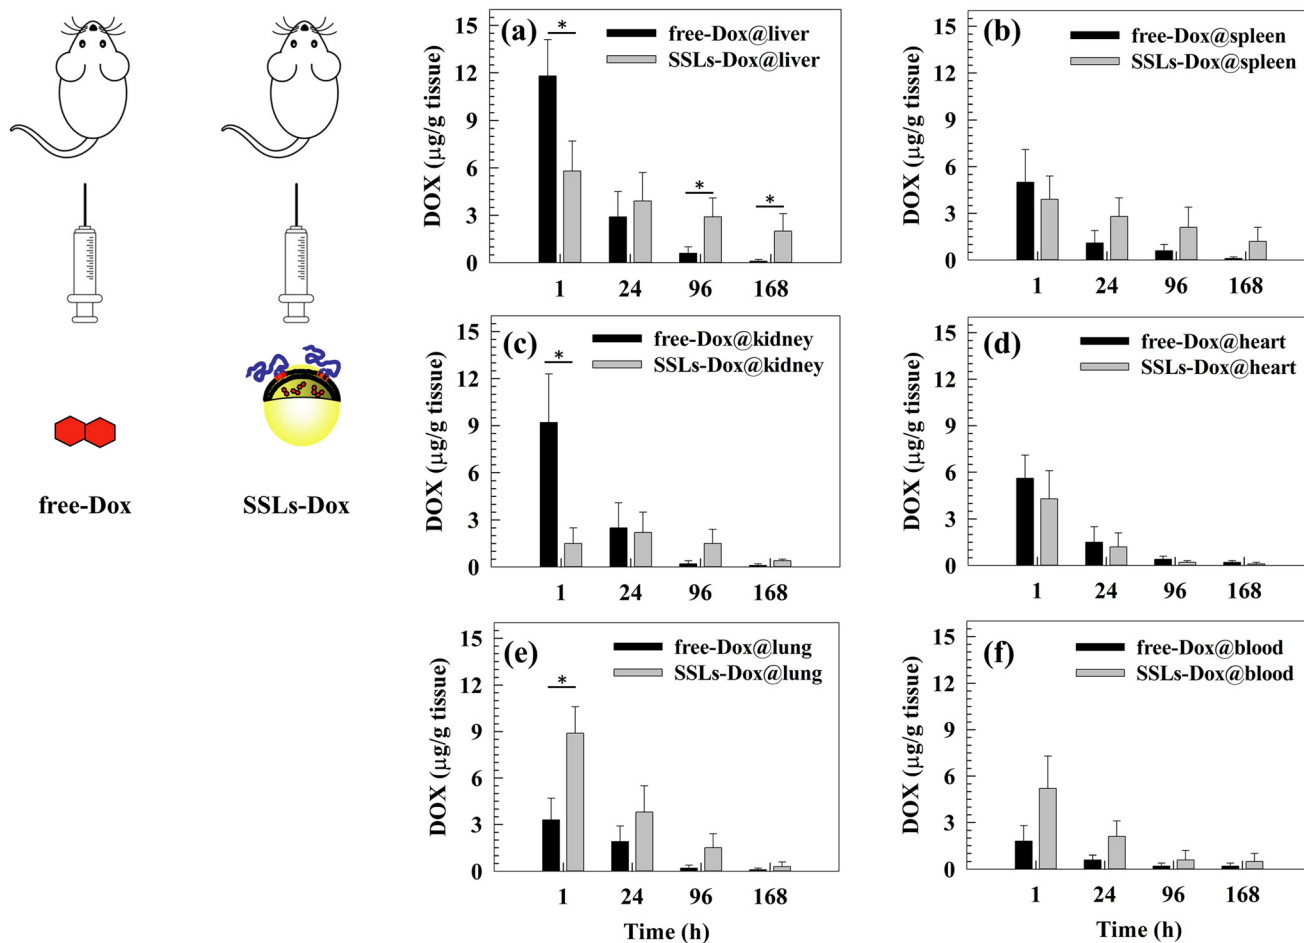 free-Dox
SSLs-Dox
(a)
*
free-Dox@liver
SSLs-Dox@liver
*
*
DOX (µg/g tissue)
15
12
9
6
3
0
1 24 96 168
(b)
free-Dox@spleen
SSLs-Dox@spleen
DOX (µg/g tissue)
15
12
9
6
3
0
1 24 96 168
(c)
*
free-Dox@kidney
SSLs-Dox@kidney
DOX (µg/g tissue)
15
12
9
6
3
0
1 24 96 168
(d)
free-Dox@heart
SSLs-Dox@heart
DOX (µg/g tissue)
15
12
9
6
3
0
1 24 96 168
(e)
*
free-Dox@lung
SSLs-Dox@lung
DOX (µg/g tissue)
15
12
9
6
3
0
1 24 96 168
Time (h)
(f)
free-Dox@blood
SSLs-Dox@blood
DOX (µg/g tissue)
15
12
9
6
3
0
1 24 96 168
Time (h)